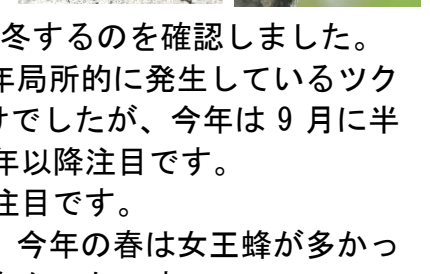 冬するのを確認しました。
年局所的に発生しているツク
けでしたが、今年は 9 月に半
年以降注目です。
注目です。
、今年の春は女王蜂が多かっ